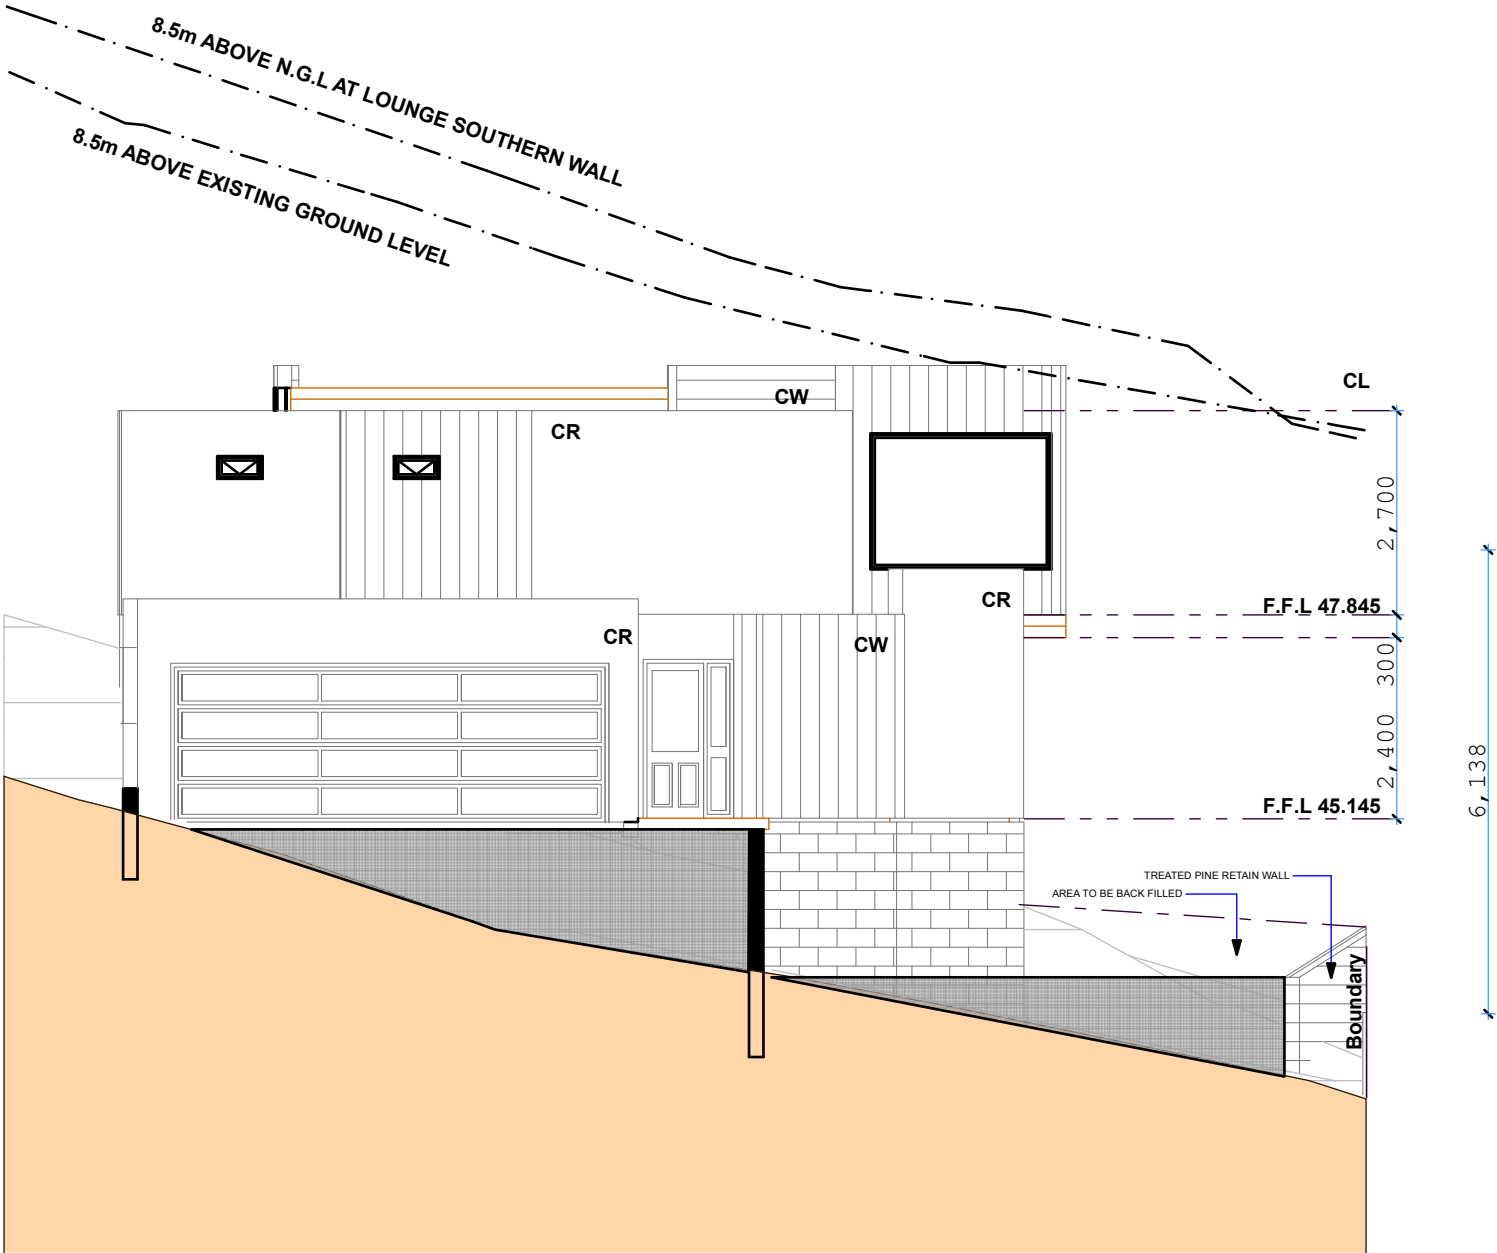 8.5m ABOVE N.G.L AT LOUNGE SOUTHERN WALL
8.5m ABOVE EXISTING GROUND LEVEL
CL
CW
CR
2,700
CR
F.F.L 47.845
CR
CW
300
2,400
6,138
F.F.L 45.145
TREATED PINE RETAIN WALL
AREA TO BE BACK FILLED
Boundary